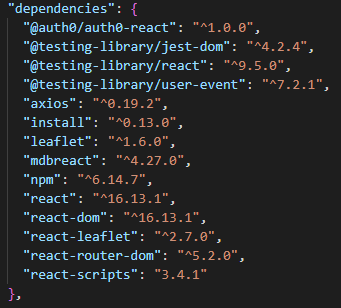 "dependencies": {
"@auth0/auth0-react": "^1.0.0",
"@testing-library/jest-dom": "^4.2.4",
"@testing-library/react": "^9.5.0",
"@testing-library/user-event": "^7.2.1",
"axios": "^0.19.2",
"install": "^0.13.0",
"leaflet": "^1.6.0",
"mdbreact": "^4.27.0",
"npm": "^6.14.7",
"react": "^16.13.1",
"react-dom": "^16.13.1",
"react-leaflet": "^2.7.0",
"react-router-dom": "^5.2.0",
"react-scripts": "3.4.1"
},